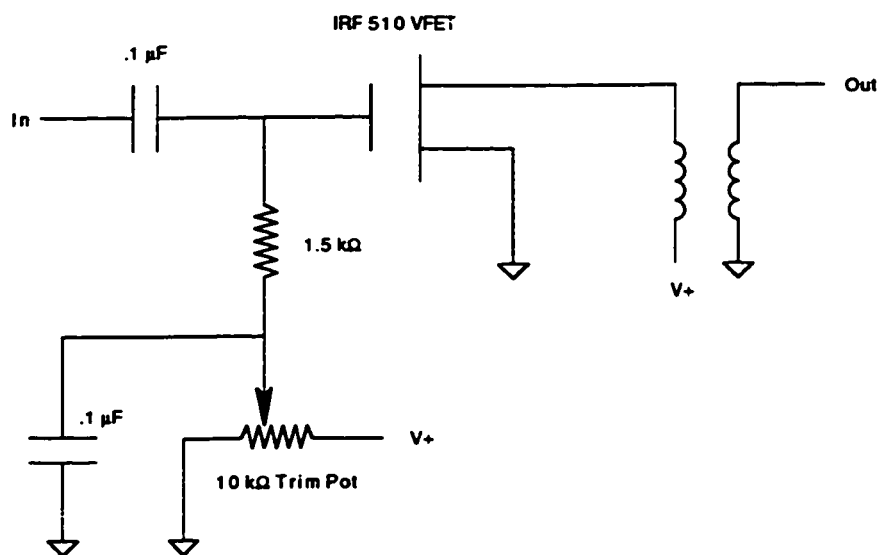 IRF 510 VFET
.1 µF
In
Out
1.5 kΩ
V+
.1 µF
V+
10 kΩ Trim Pot